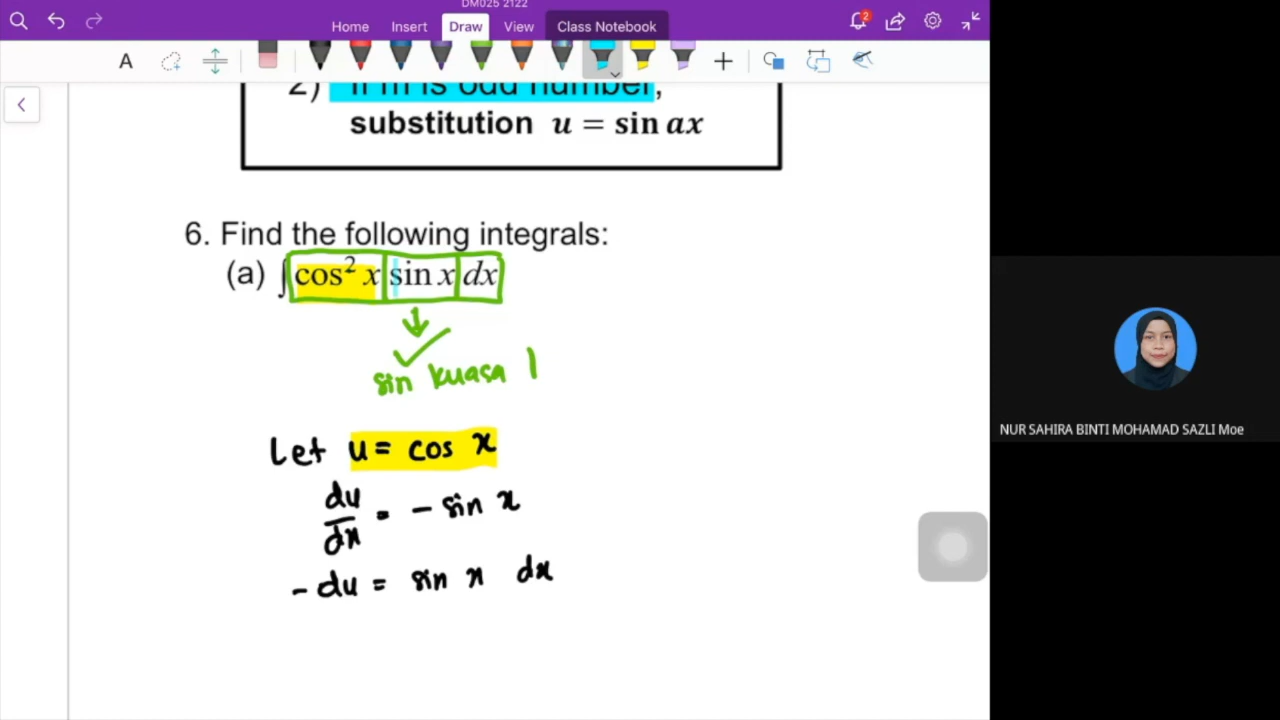 DM025 2122
2
Home Insert Draw View Class Notebook
A
2) If m is odd number,
substitution u = sin ax
6. Find the following integrals:
(a) ∫ cos² x sin x dx
sin kuasa 1
Let u = cos x
du/dx = - sin x
- du = sin x dx
NUR SAHIRA BINTI MOHAMAD SAZLI Moe